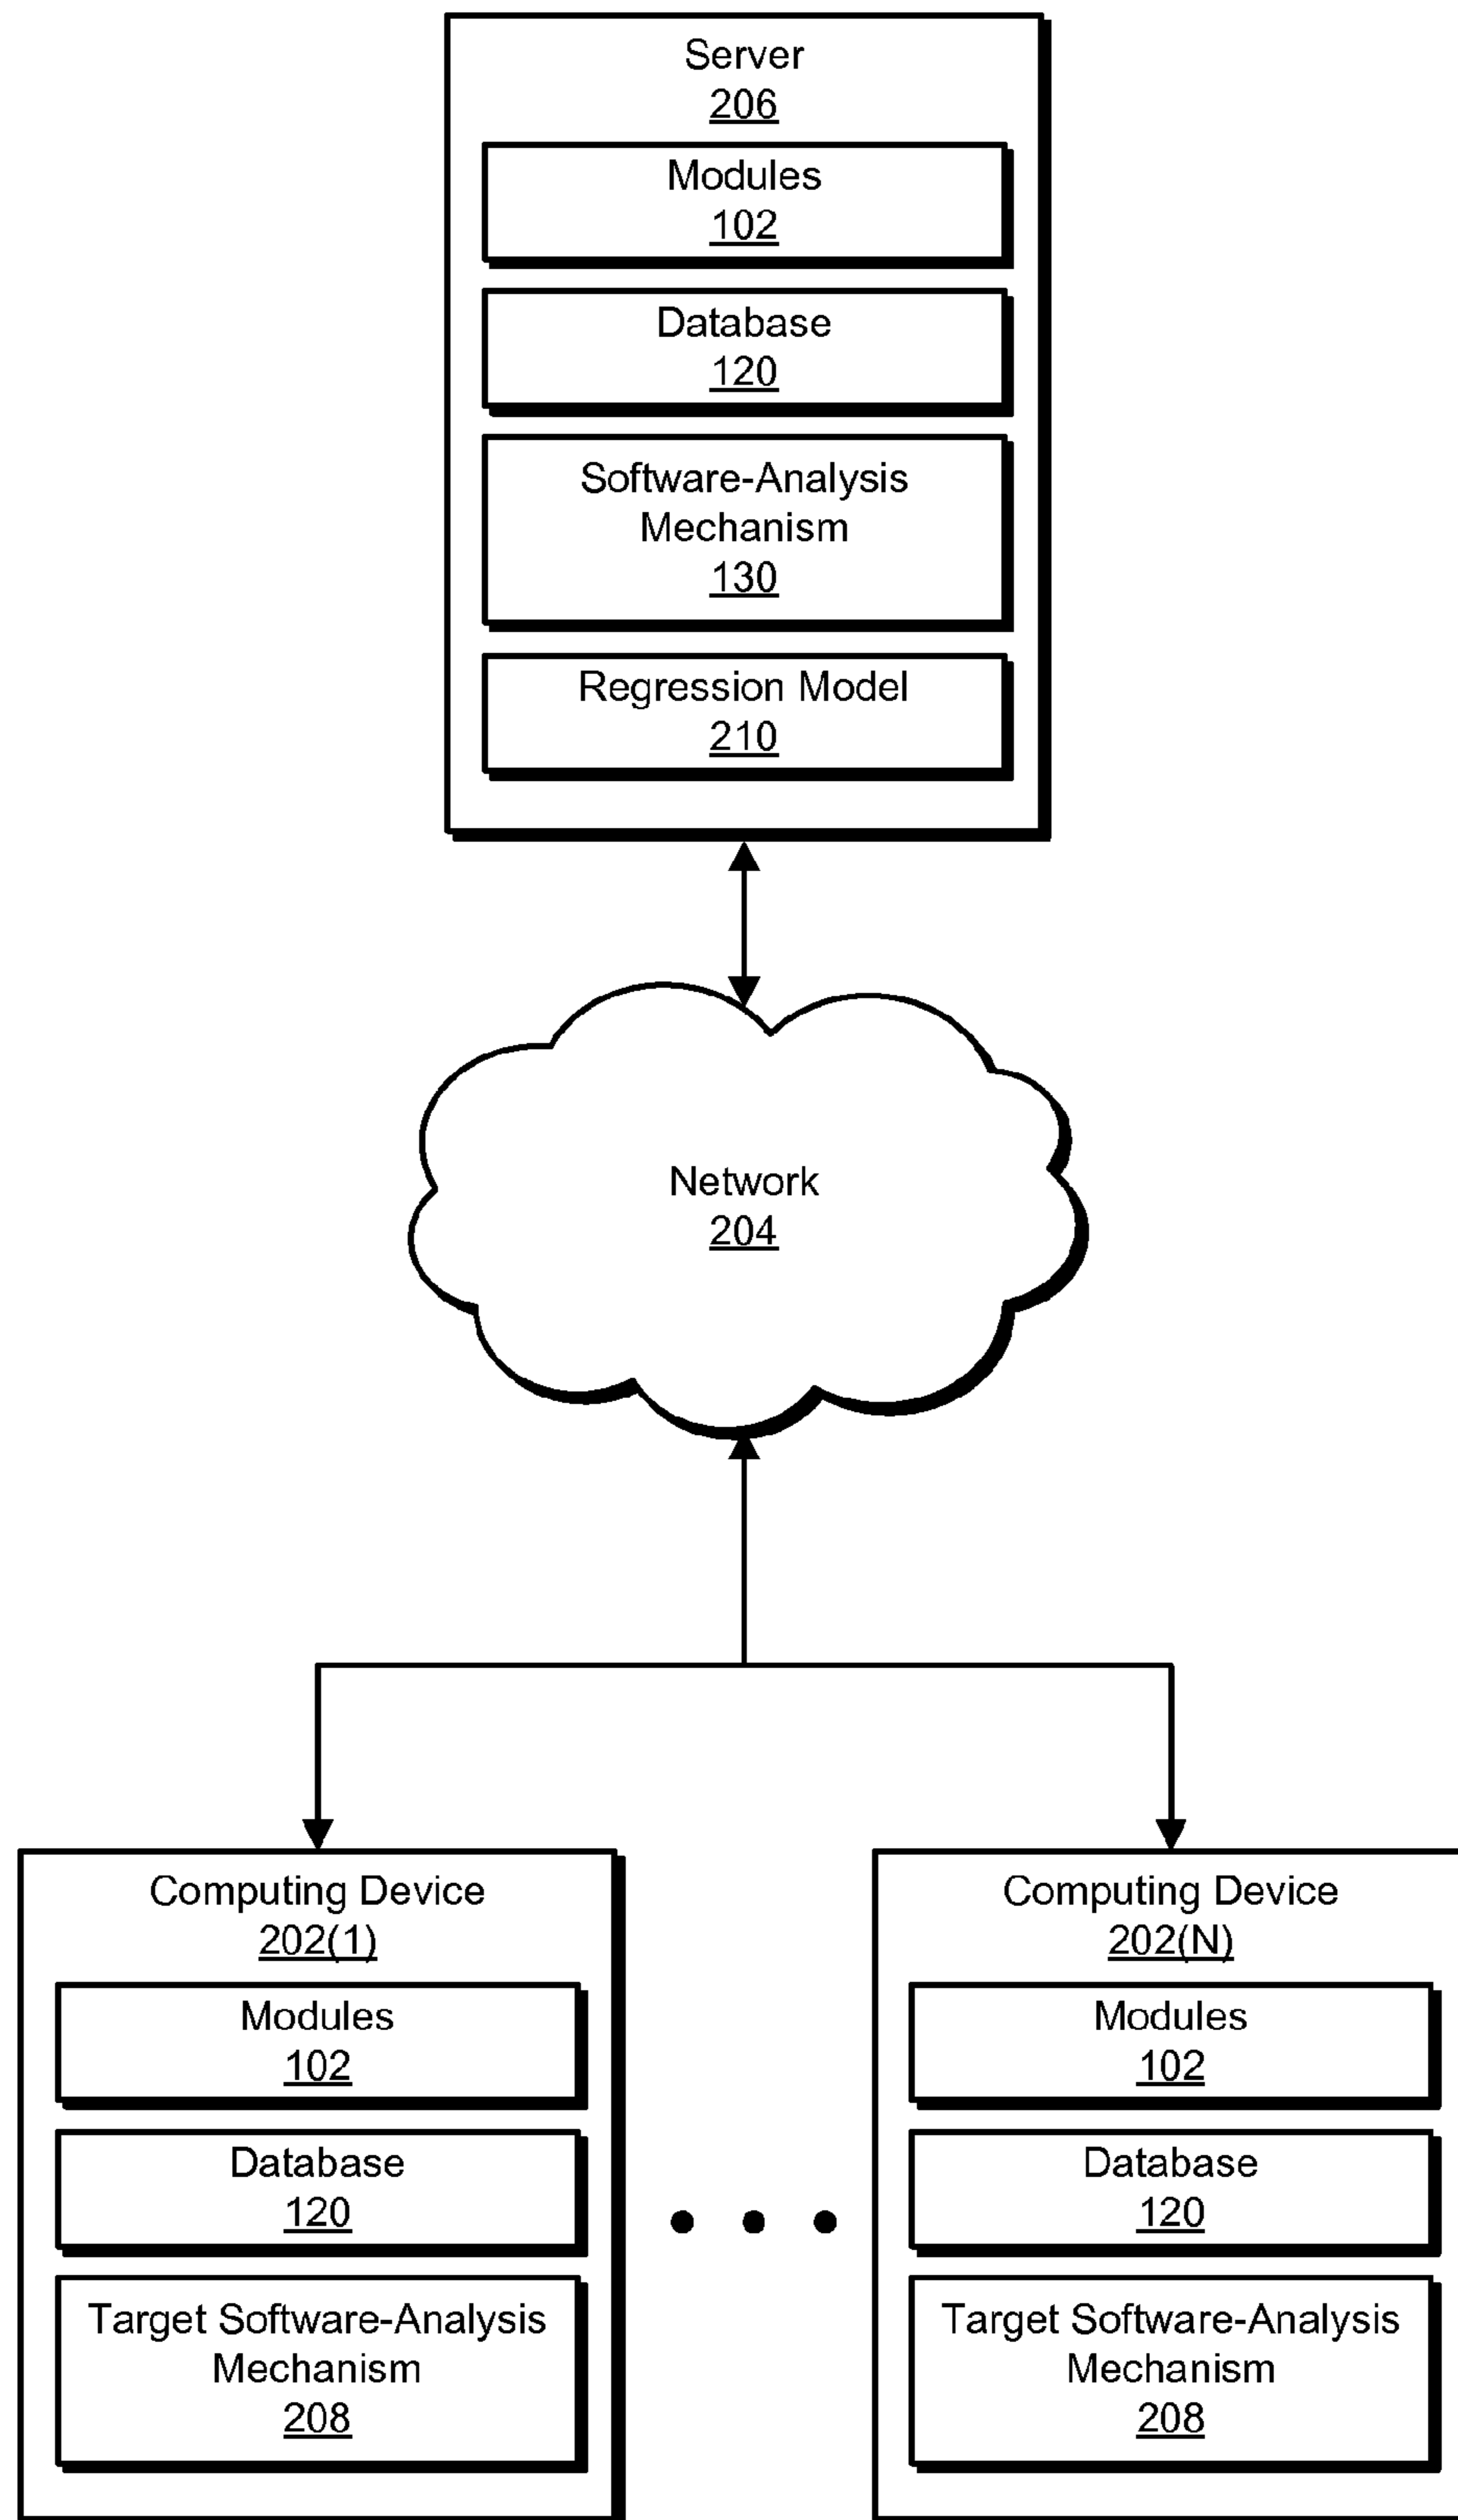 Server
206
Modules
102
Database
120
Software-Analysis
Mechanism
130
Regression Model
210
Network
204
Computing Device
202(1)
Modules
102
Database
120
Target Software-Analysis
Mechanism
208
Computing Device
202(N)
Modules
102
Database
120
Target Software-Analysis
Mechanism
208